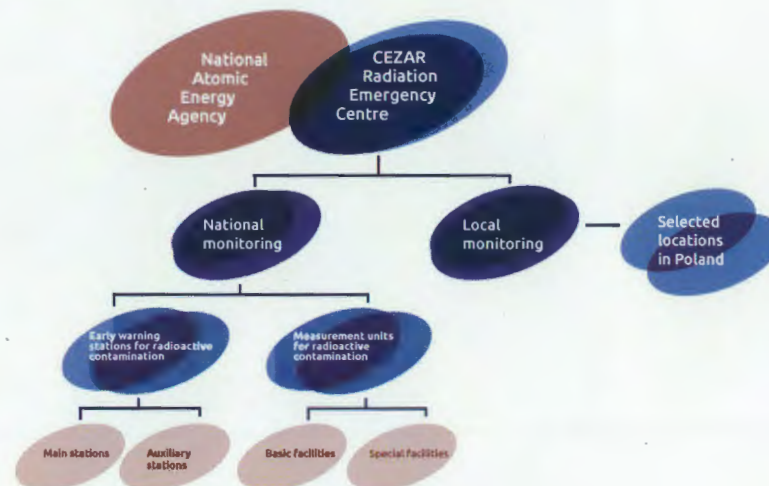 National
Atomic
Energy
Agency
CEZAR
Radiation
Emergency
Centre
National
monitoring
Local
monitoring
Selected
locations
in Poland
Early warning
stations for radioactive
contamination
Measurement units
for radioactive
contamination
Main stations
Auxiliary
stations
Basic facilities
Special facilities